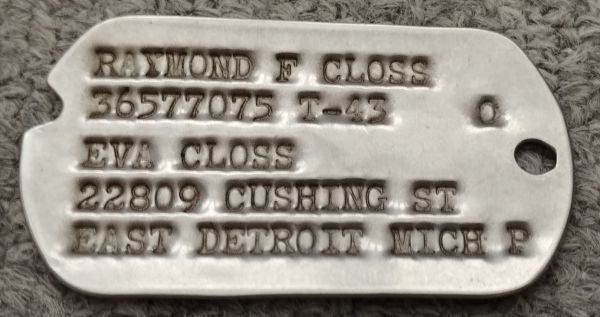 RAYMOND F CLOSS
36577075 T-43 O
EVA CLOSS
22809 CUSHING ST
EAST DETROIT MICH P